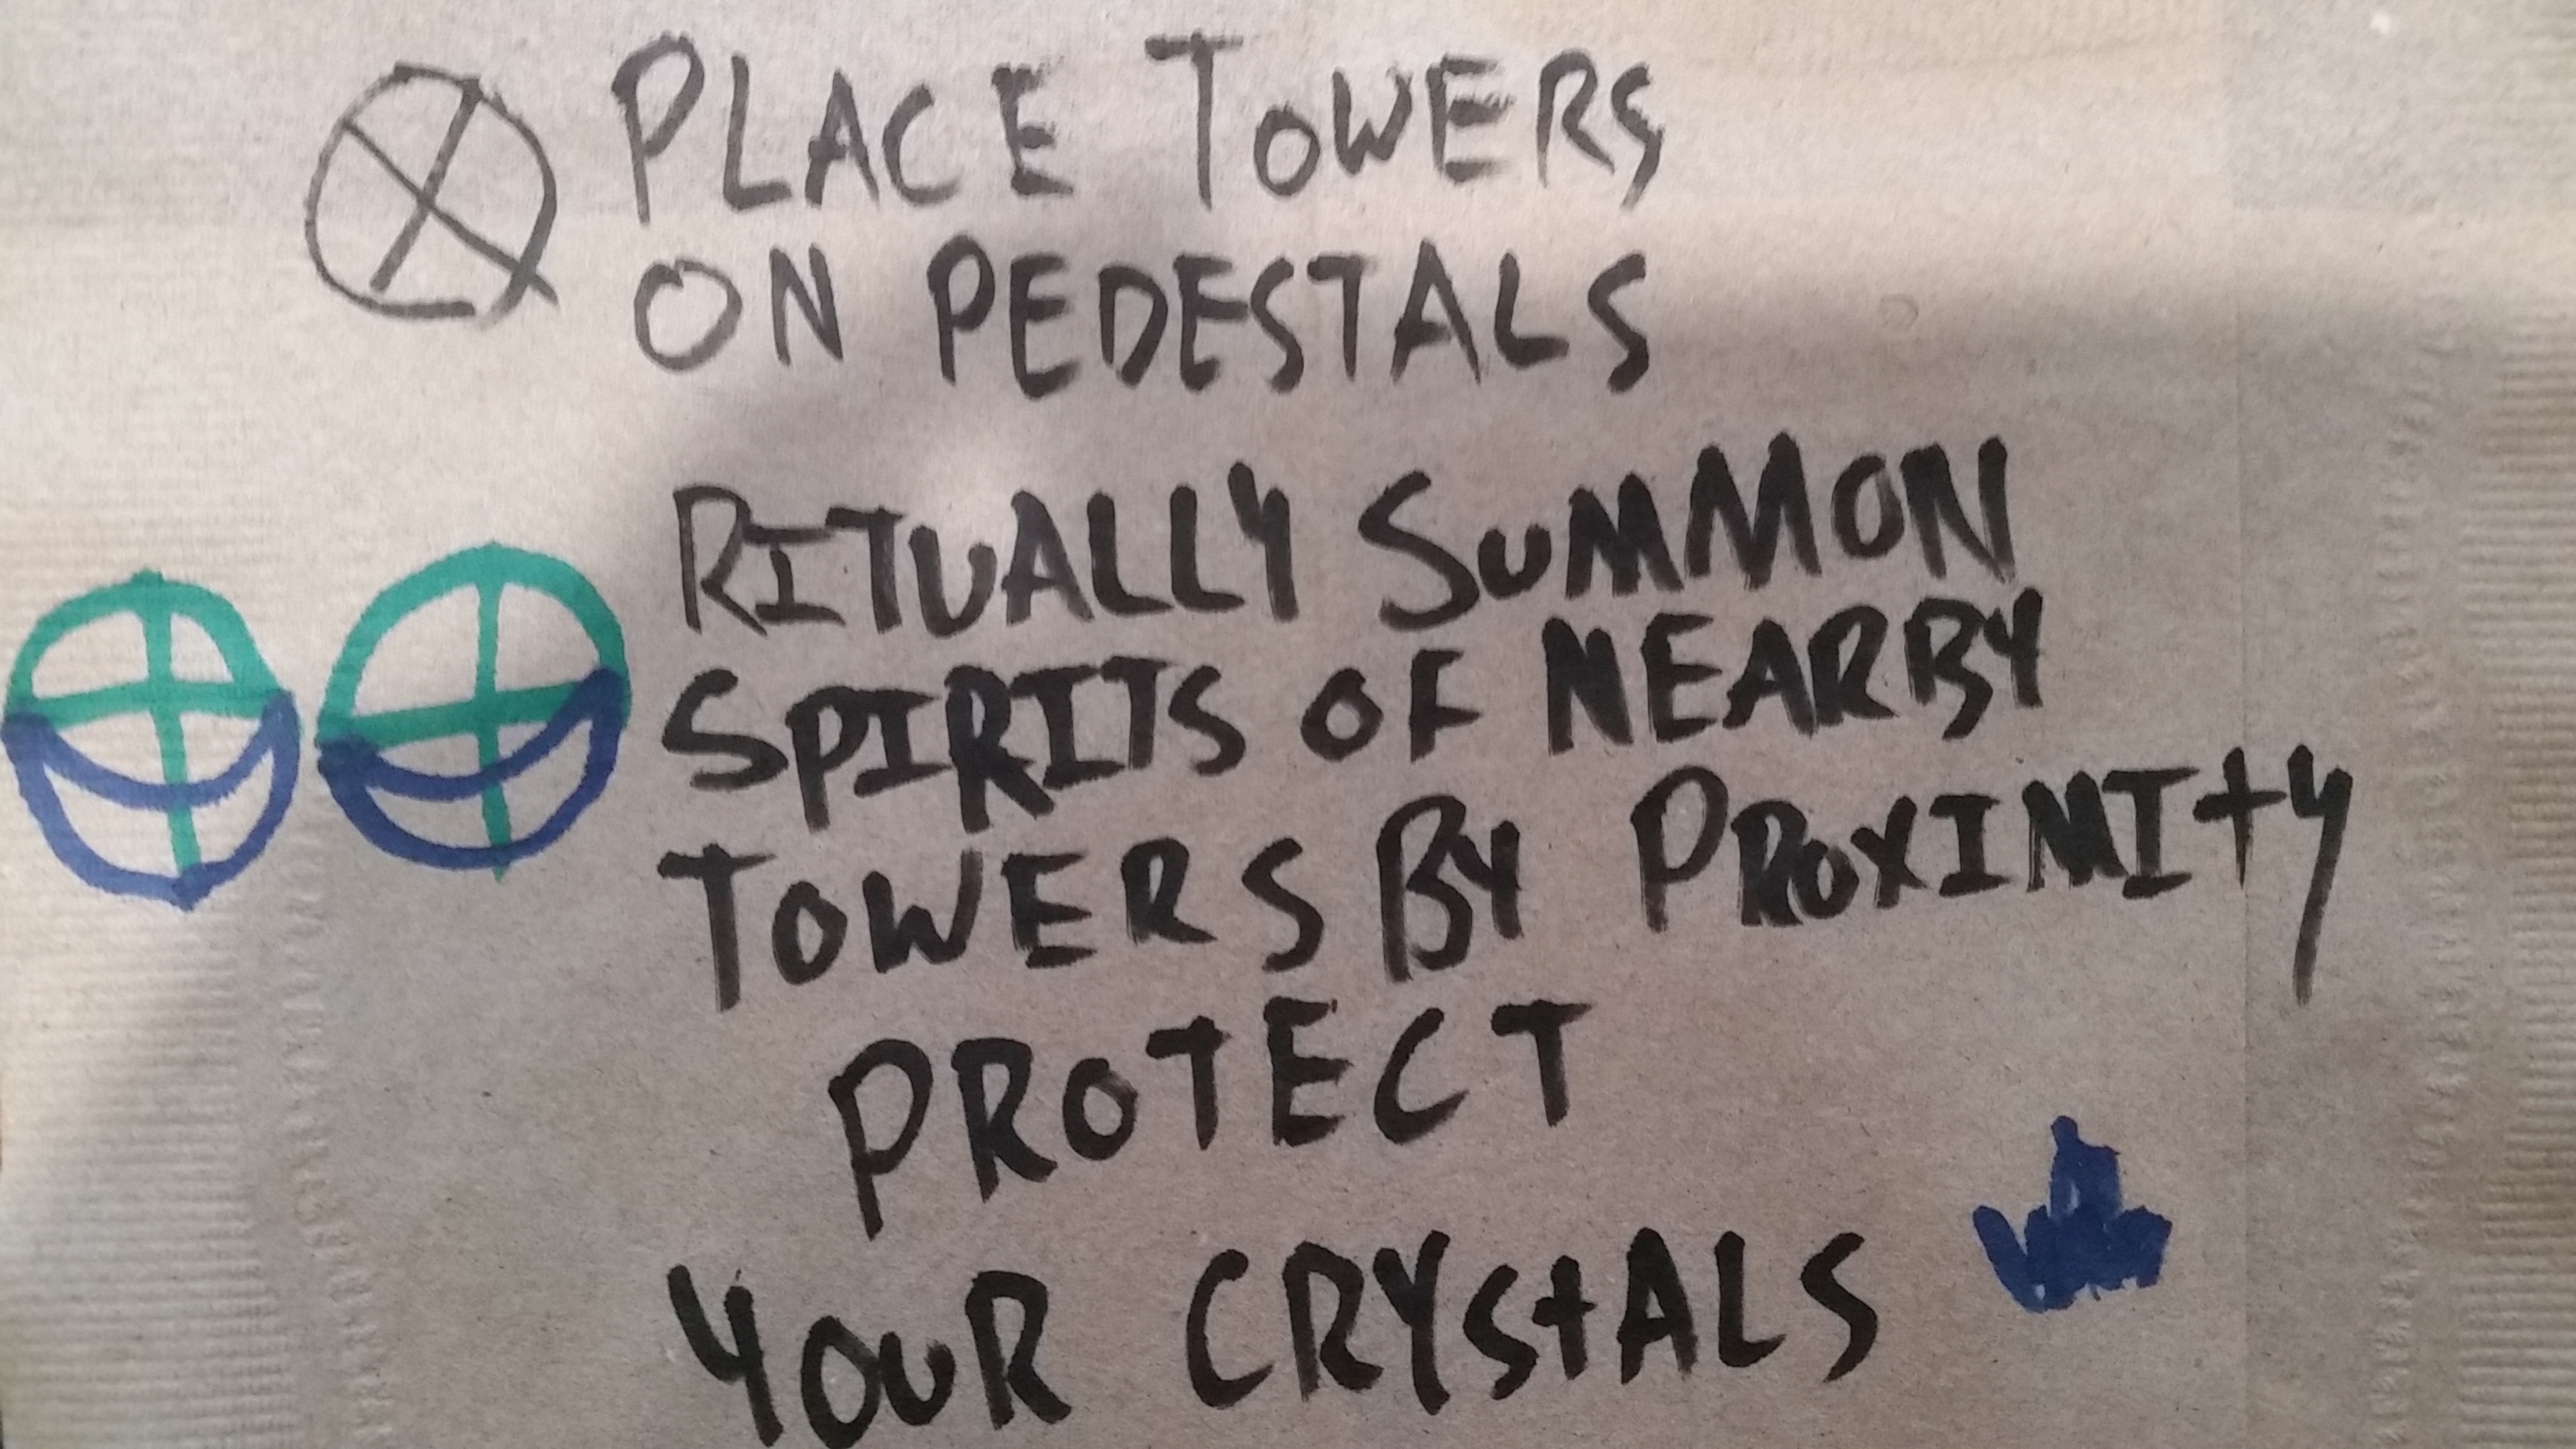 PLACE TOWERS
ON PEDESTALS
RITUALLY SUMMON
SPIRITS OF NEARBY
TOWERS BY PROXIMITY
PROTECT
YOUR CRYSTALS